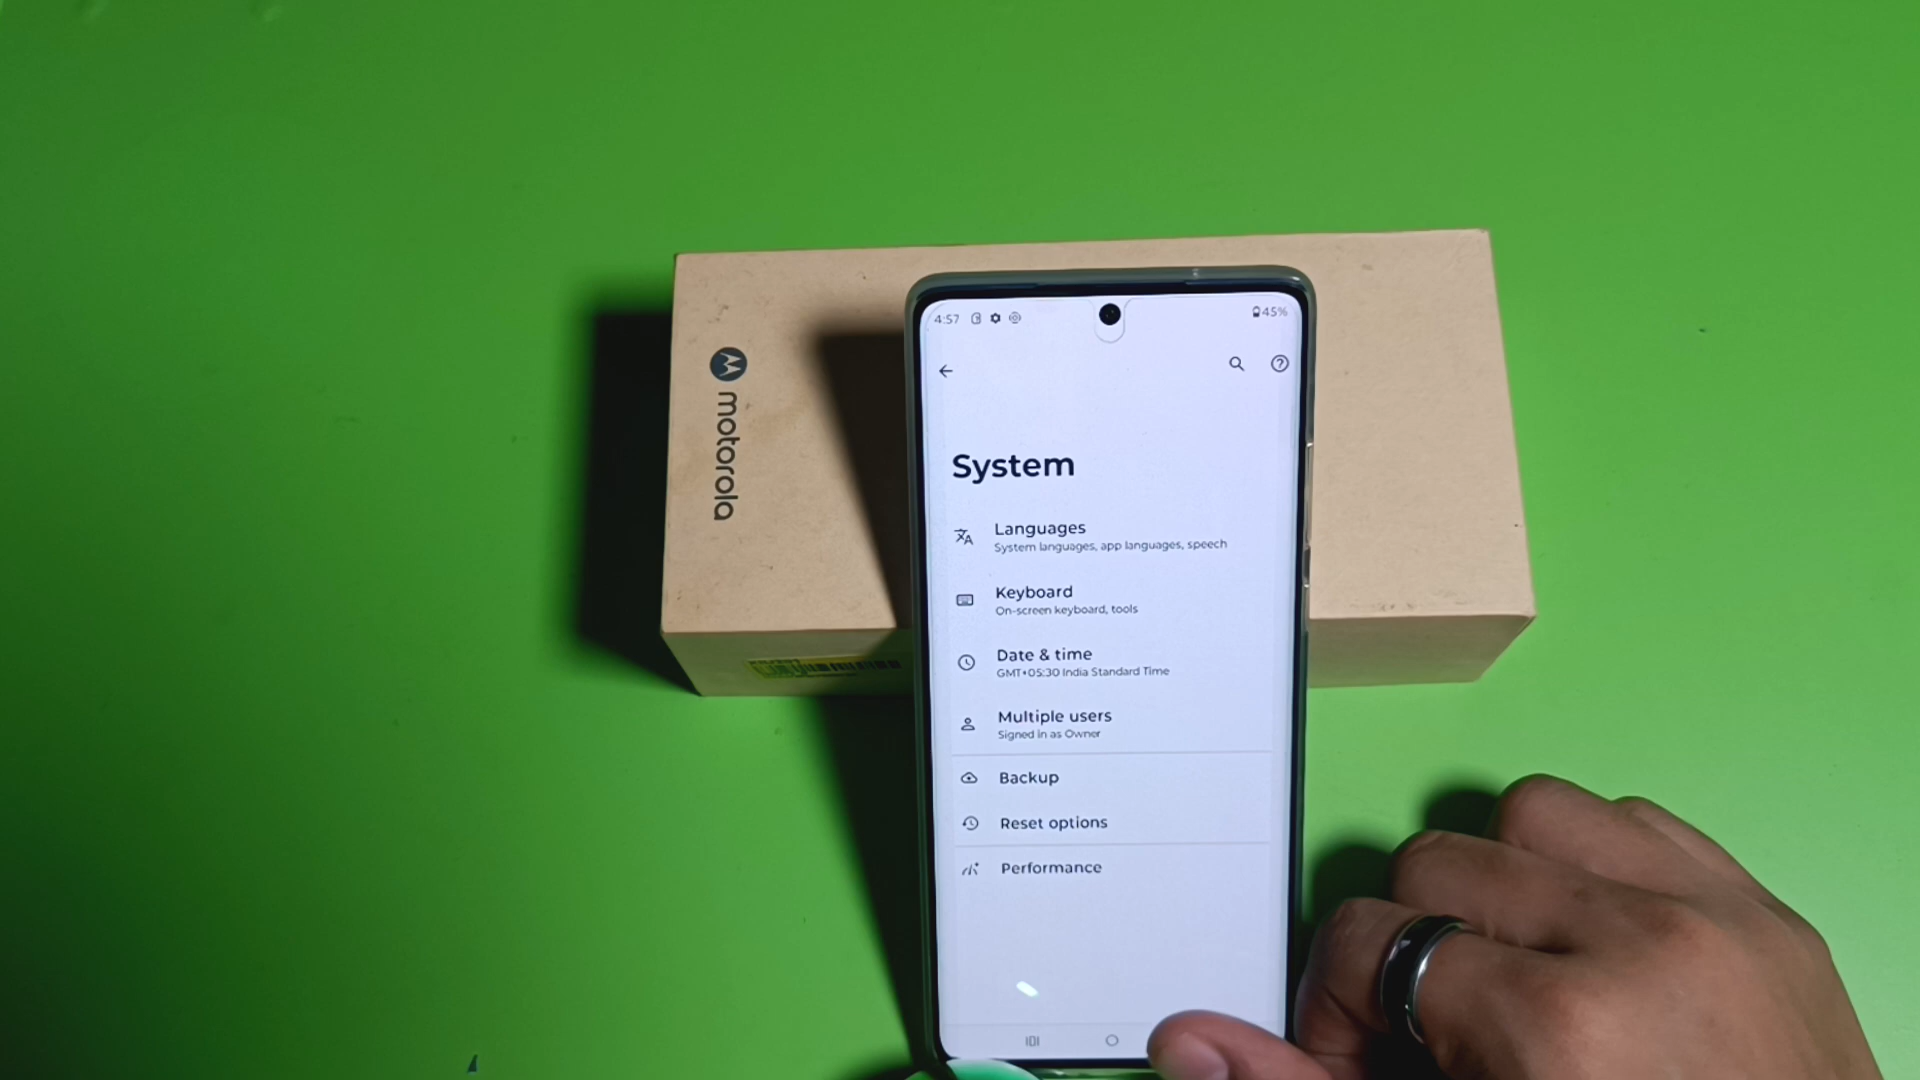 motorola
4:57
45%
System
Languages
System languages, app languages, speech
Keyboard
On-screen keyboard, tools
Date & time
GMT+05:30 India Standard Time
Multiple users
Signed in as Owner
Backup
Reset options
Performance